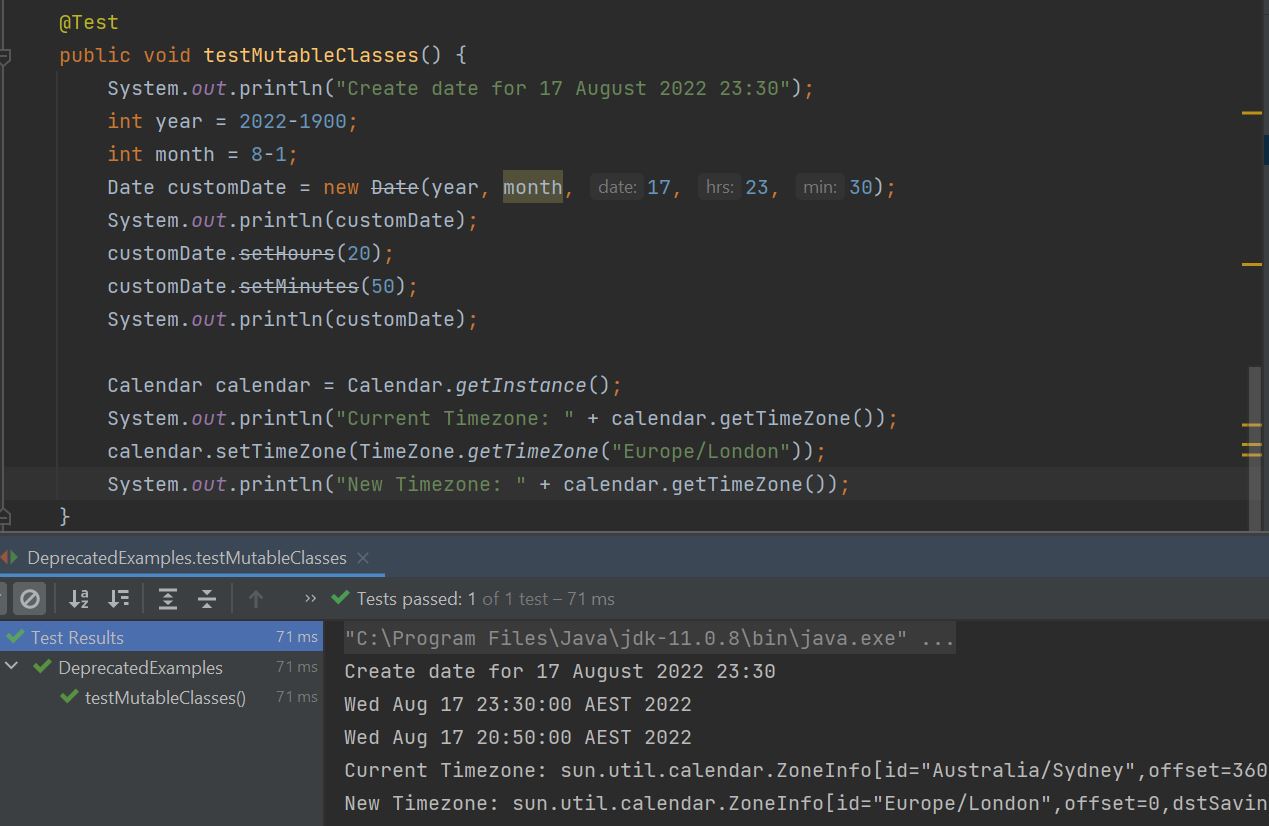 @Test
public void testMutableClasses() {
System.out.println("Create date for 17 August 2022 23:30");
int year = 2022-1900;
int month = 8-1;
Date customDate = new Date(year, month, date: 17, hrs: 23, min: 30);
System.out.println(customDate);
customDate.setHours(20);
customDate.setMinutes(50);
System.out.println(customDate);
Calendar calendar = Calendar.getInstance();
System.out.println("Current Timezone: " + calendar.getTimeZone());
calendar.setTimeZone(TimeZone.getTimeZone("Europe/London"));
System.out.println("New Timezone: " + calendar.getTimeZone());
}
DeprecatedExamples.testMutableClasses
» Tests passed: 1 of 1 test – 71 ms
Test Results 71 ms
DeprecatedExamples 71 ms
testMutableClasses() 71 ms
"C:\Program Files\Java\jdk-11.0.8\bin\java.exe" ...
Create date for 17 August 2022 23:30
Wed Aug 17 23:30:00 AEST 2022
Wed Aug 17 20:50:00 AEST 2022
Current Timezone: sun.util.calendar.ZoneInfo[id="Australia/Sydney",offset=360
New Timezone: sun.util.calendar.ZoneInfo[id="Europe/London",offset=0,dstSavin